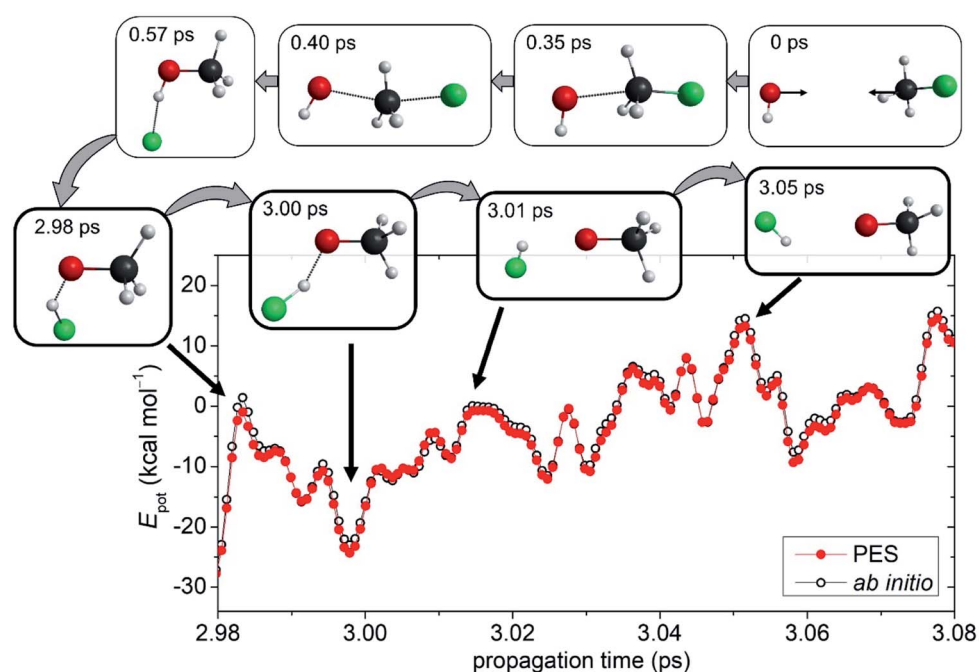 0.57 ps
0.40 ps
0.35 ps
0 ps
2.98 ps
3.00 ps
3.01 ps
3.05 ps
E_pot (kcal mol⁻¹)
20
10
0
-10
-20
-30
PES
ab initio
2.98
3.00
3.02
3.04
3.06
3.08
propagation time (ps)